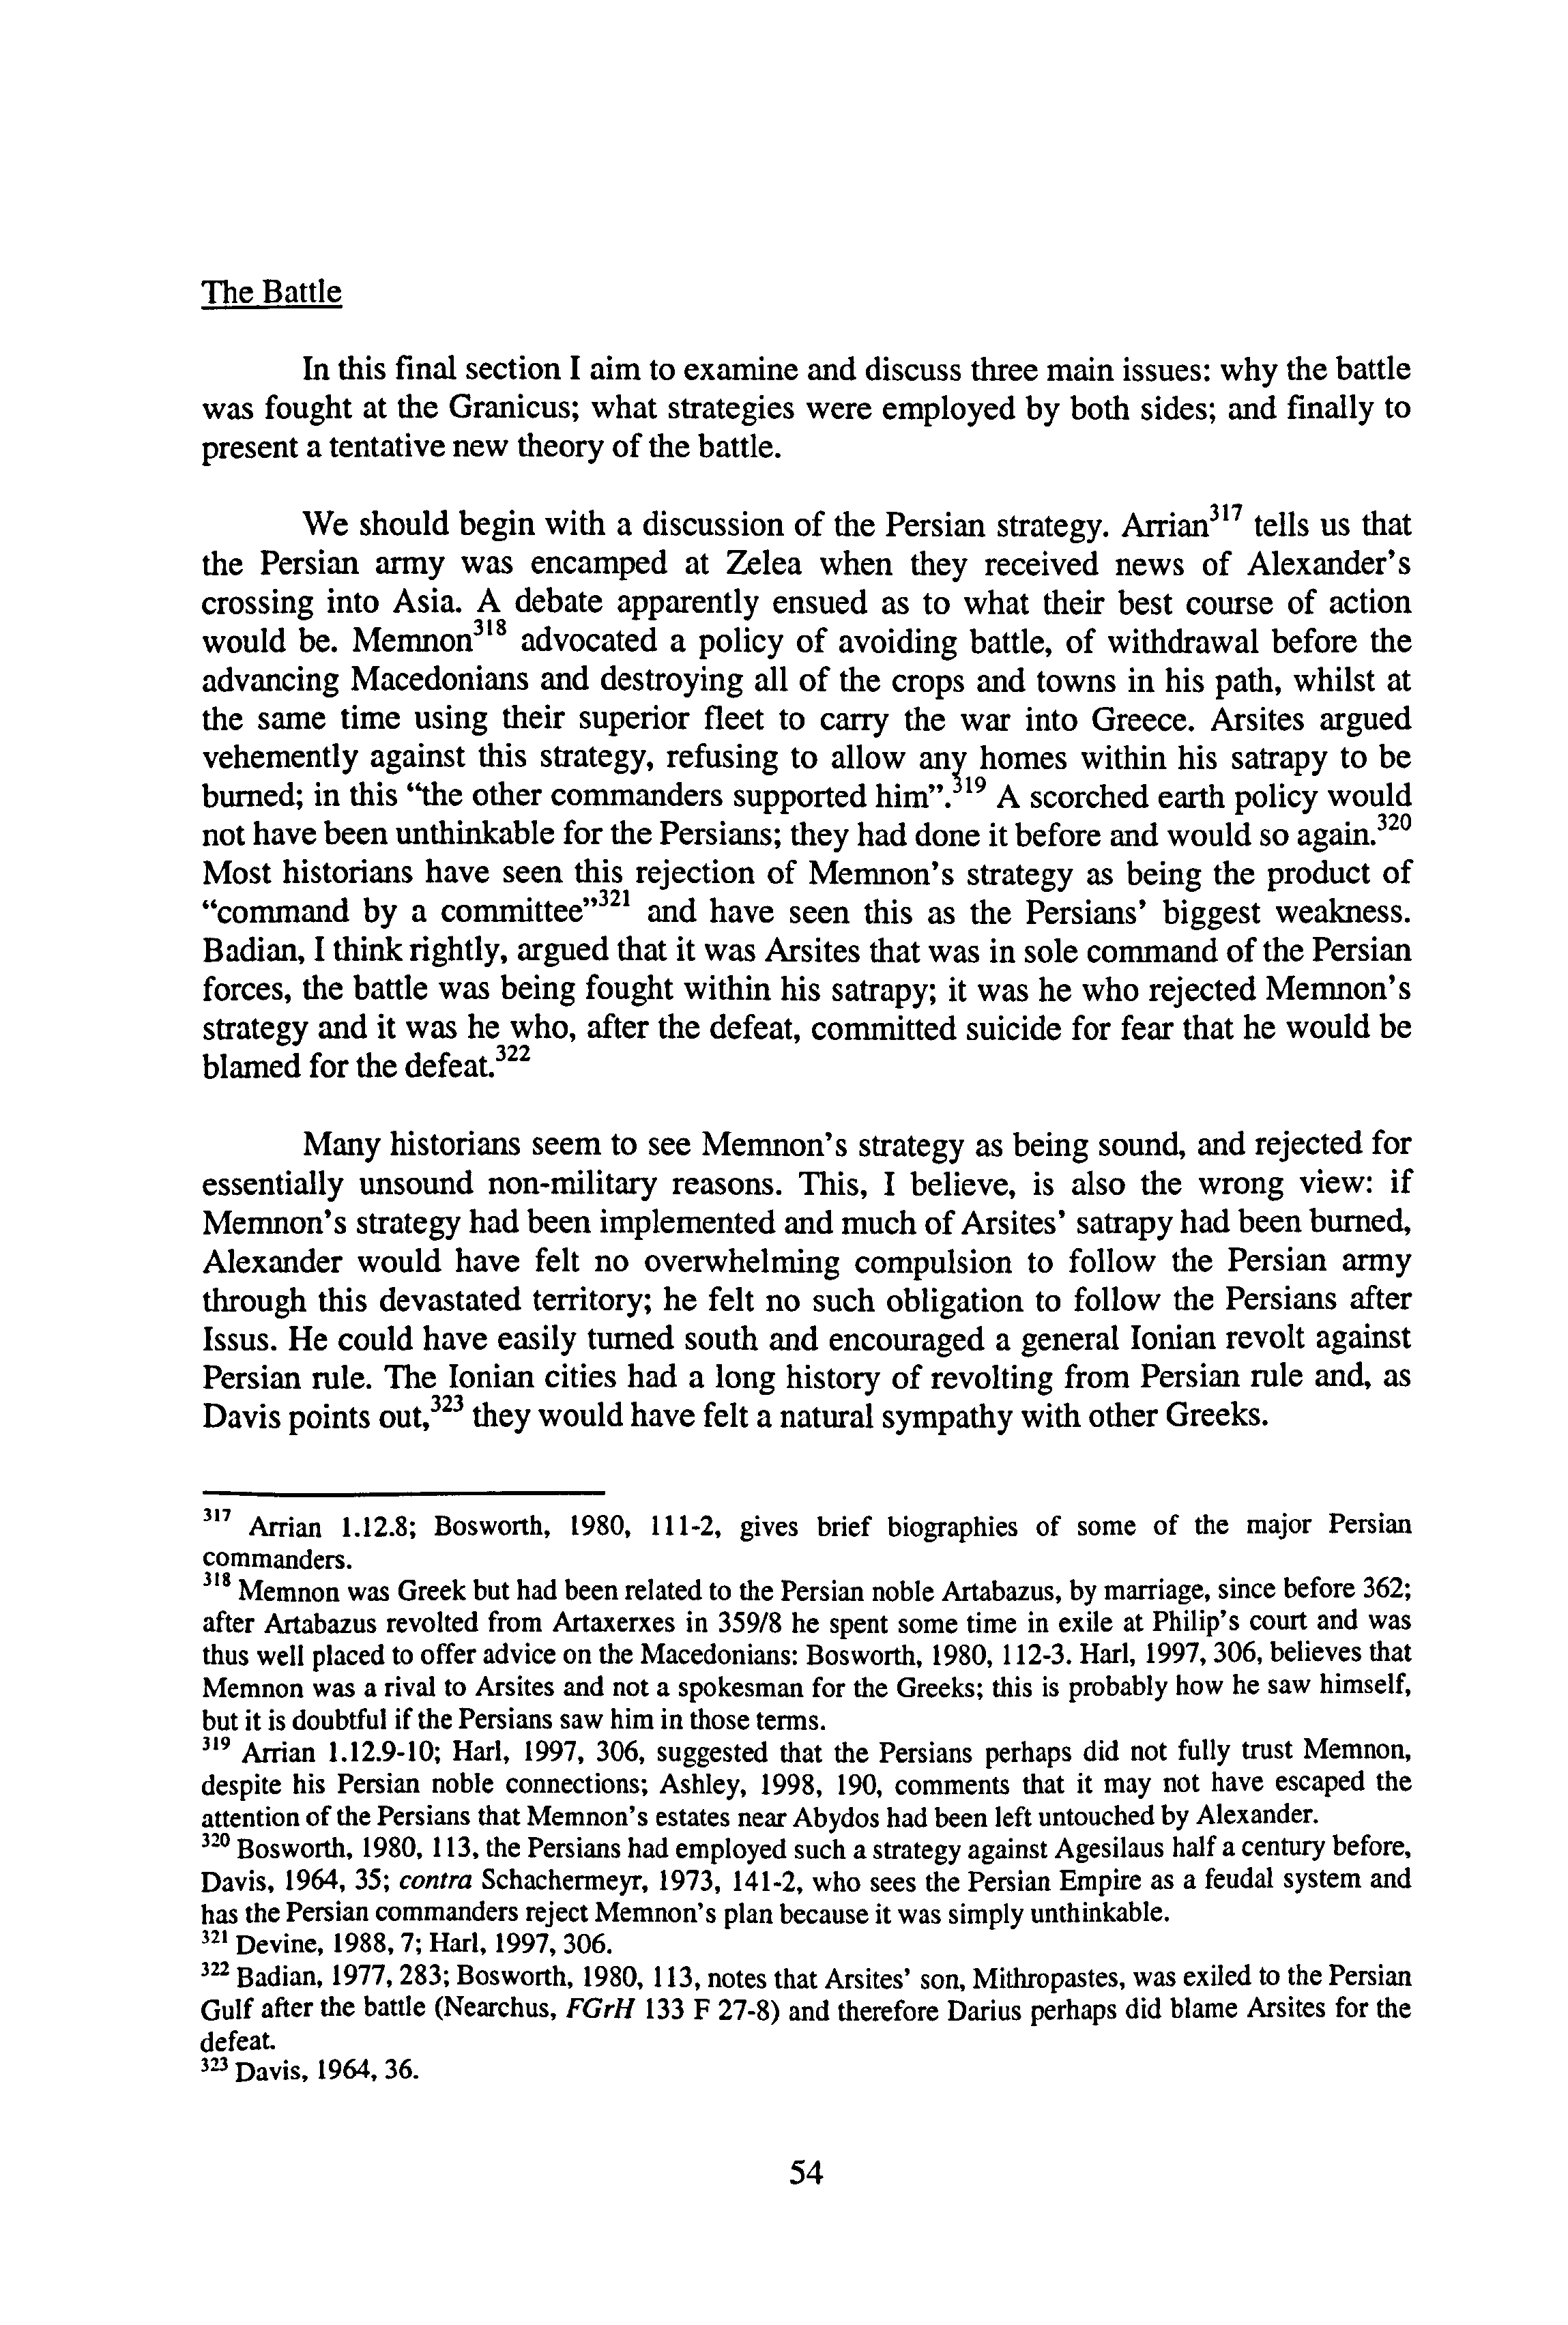 The Battle
In this final section I aim to examine and discuss three main issues: why the battle
was fought at the Granicus; what strategies were employed by both sides; and finally to
present a tentative new theory of the battle.
We should begin with a discussion of the Persian strategy. Arrian³¹⁷ tells us that
the Persian army was encamped at Zelea when they received news of Alexander's
crossing into Asia. A debate apparently ensued as to what their best course of action
would be. Memnon³¹⁸ advocated a policy of avoiding battle, of withdrawal before the
advancing Macedonians and destroying all of the crops and towns in his path, whilst at
the same time using their superior fleet to carry the war into Greece. Arsites argued
vehemently against this strategy, refusing to allow any homes within his satrapy to be
burned; in this “the other commanders supported him”.³¹⁹ A scorched earth policy would
not have been unthinkable for the Persians; they had done it before and would so again.³²⁰
Most historians have seen this rejection of Memnon's strategy as being the product of
“command by a committee”³²¹ and have seen this as the Persians' biggest weakness.
Badian, I think rightly, argued that it was Arsites that was in sole command of the Persian
forces, the battle was being fought within his satrapy; it was he who rejected Memnon's
strategy and it was he who, after the defeat, committed suicide for fear that he would be
blamed for the defeat.³²²
Many historians seem to see Memnon's strategy as being sound, and rejected for
essentially unsound non-military reasons. This, I believe, is also the wrong view: if
Memnon's strategy had been implemented and much of Arsites' satrapy had been burned,
Alexander would have felt no overwhelming compulsion to follow the Persian army
through this devastated territory; he felt no such obligation to follow the Persians after
Issus. He could have easily turned south and encouraged a general Ionian revolt against
Persian rule. The Ionian cities had a long history of revolting from Persian rule and, as
Davis points out,³²³ they would have felt a natural sympathy with other Greeks.
³¹⁷ Arrian 1.12.8; Bosworth, 1980, 111-2, gives brief biographies of some of the major Persian
commanders.
³¹⁸ Memnon was Greek but had been related to the Persian noble Artabazus, by marriage, since before 362;
after Artabazus revolted from Artaxerxes in 359/8 he spent some time in exile at Philip's court and was
thus well placed to offer advice on the Macedonians: Bosworth, 1980, 112-3. Harl, 1997, 306, believes that
Memnon was a rival to Arsites and not a spokesman for the Greeks; this is probably how he saw himself,
but it is doubtful if the Persians saw him in those terms.
³¹⁹ Arrian 1.12.9-10; Harl, 1997, 306, suggested that the Persians perhaps did not fully trust Memnon,
despite his Persian noble connections; Ashley, 1998, 190, comments that it may not have escaped the
attention of the Persians that Memnon's estates near Abydos had been left untouched by Alexander.
³²⁰ Bosworth, 1980, 113, the Persians had employed such a strategy against Agesilaus half a century before,
Davis, 1964, 35; contra Schachermeyr, 1973, 141-2, who sees the Persian Empire as a feudal system and
has the Persian commanders reject Memnon's plan because it was simply unthinkable.
³²¹ Devine, 1988, 7; Harl, 1997, 306.
³²² Badian, 1977, 283; Bosworth, 1980, 113, notes that Arsites' son, Mithropastes, was exiled to the Persian
Gulf after the battle (Nearchus, FGrH 133 F 27-8) and therefore Darius perhaps did blame Arsites for the
defeat.
³²³ Davis, 1964, 36.
54